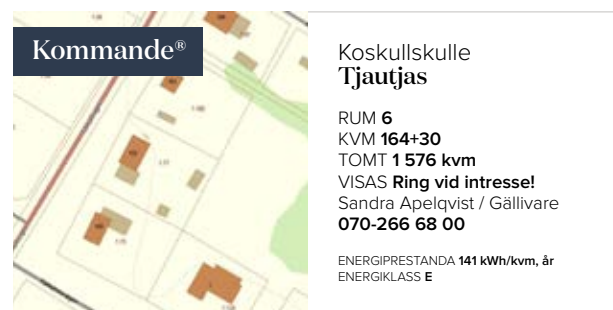 Kommande®
Koskullskulle
Tjautjas
RUM 6
KVM 164+30
TOMT 1 576 kvm
VISAS Ring vid intresse!
Sandra Apelqvist / Gällivare
070-266 68 00
ENERGIPRESTANDA 141 kWh/kvm, år
ENERGIKLASS E